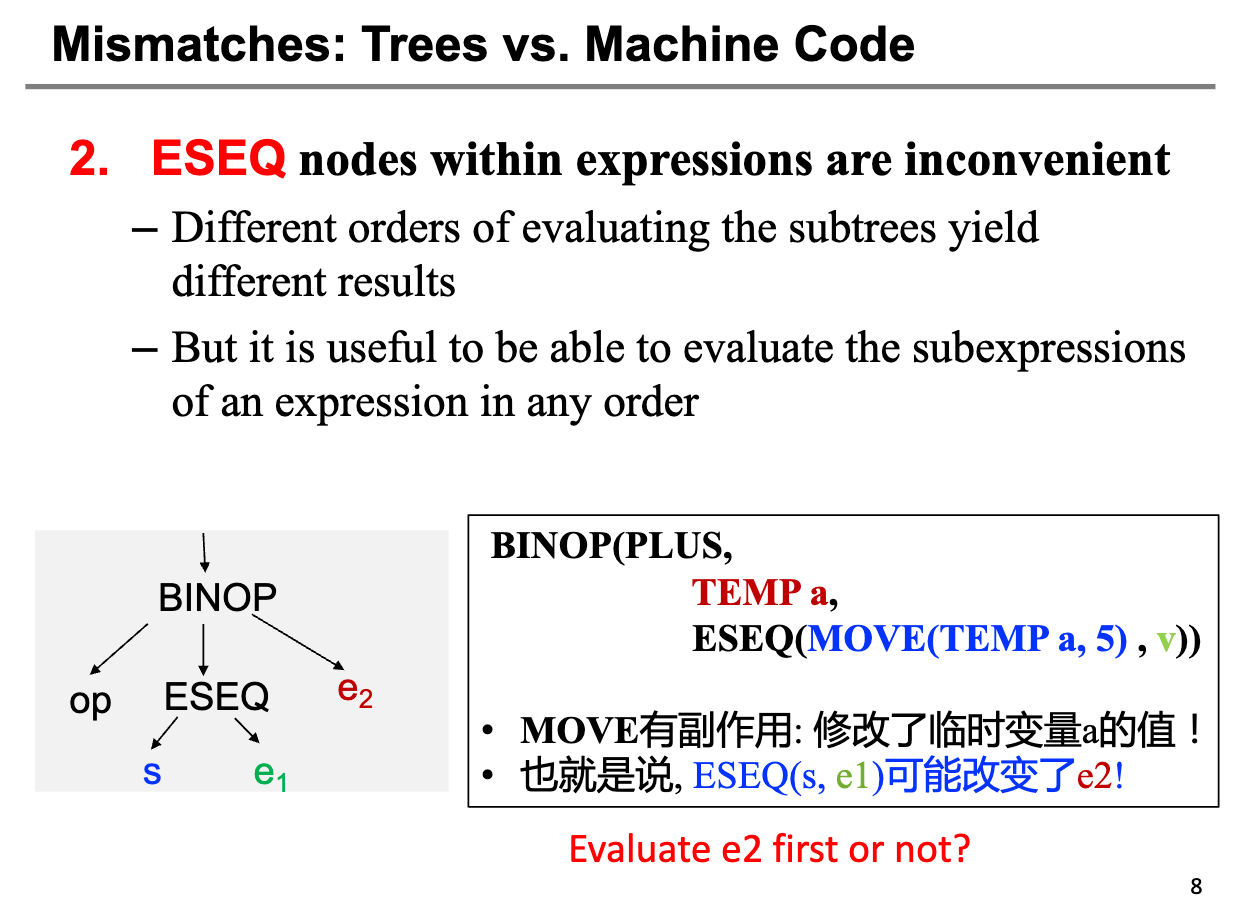 Mismatches: Trees vs. Machine Code
2. ESEQ nodes within expressions are inconvenient
– Different orders of evaluating the subtrees yield
different results
– But it is useful to be able to evaluate the subexpressions
of an expression in any order
BINOP
op ESEQ e2
s e1
BINOP(PLUS,
TEMP a,
ESEQ(MOVE(TEMP a, 5) , v))
• MOVE有副作用: 修改了临时变量a的值！
• 也就是说, ESEQ(s, e1)可能改变了e2!
Evaluate e2 first or not?
8